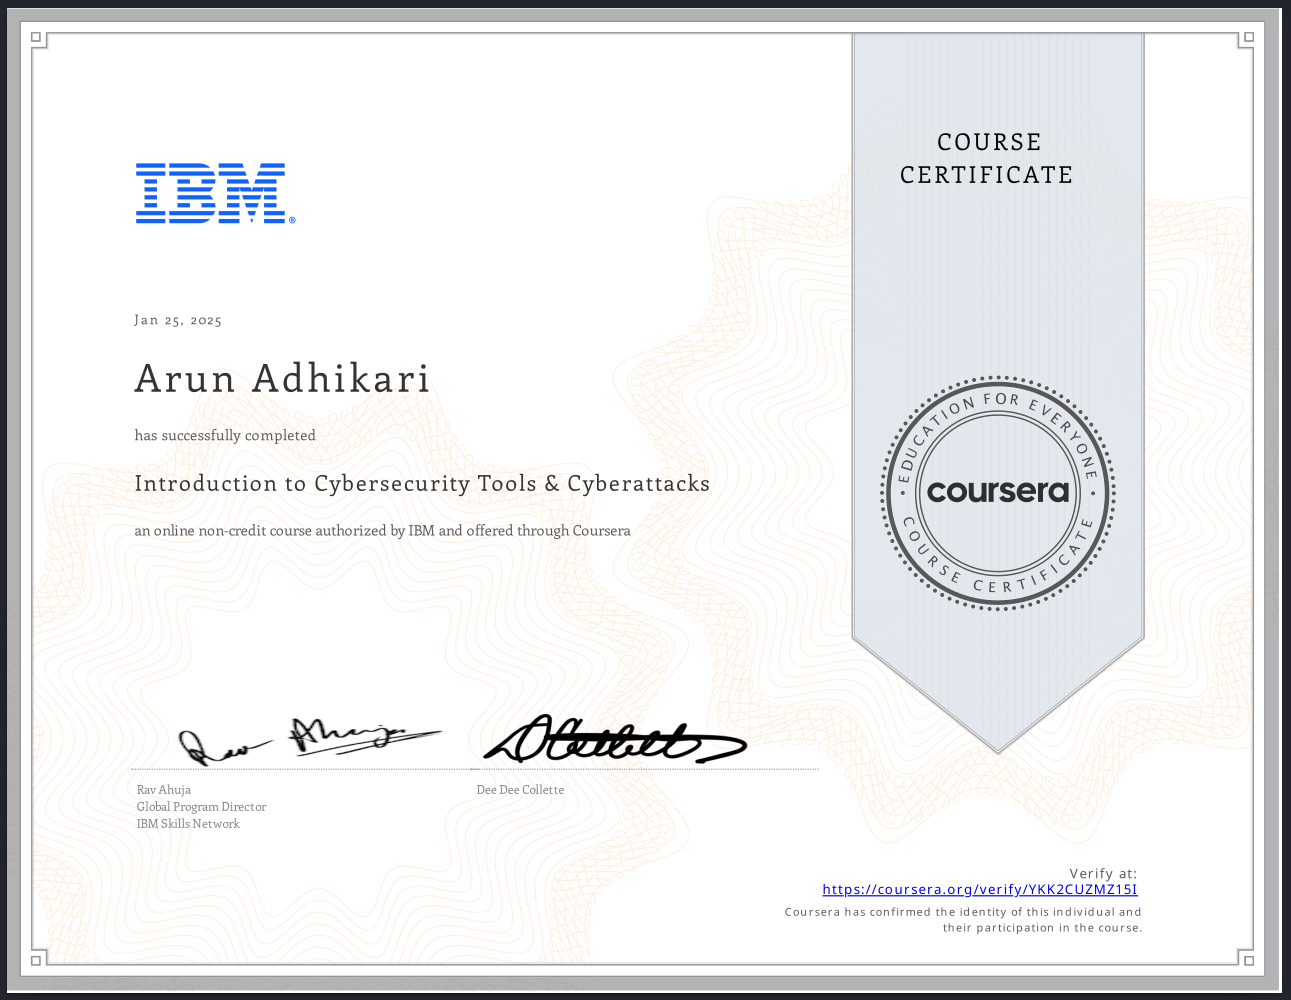 IBM®
COURSE
CERTIFICATE
Jan 25, 2025
Arun Adhikari
has successfully completed
Introduction to Cybersecurity Tools & Cyberattacks
an online non-credit course authorized by IBM and offered through Coursera
EDUCATION FOR EVERYONE
coursera
COURSE CERTIFICATE
Rav Ahuja
Global Program Director
IBM Skills Network
Dee Dee Collette
Verify at:
https://coursera.org/verify/YKK2CUZMZ15I
Coursera has confirmed the identity of this individual and
their participation in the course.